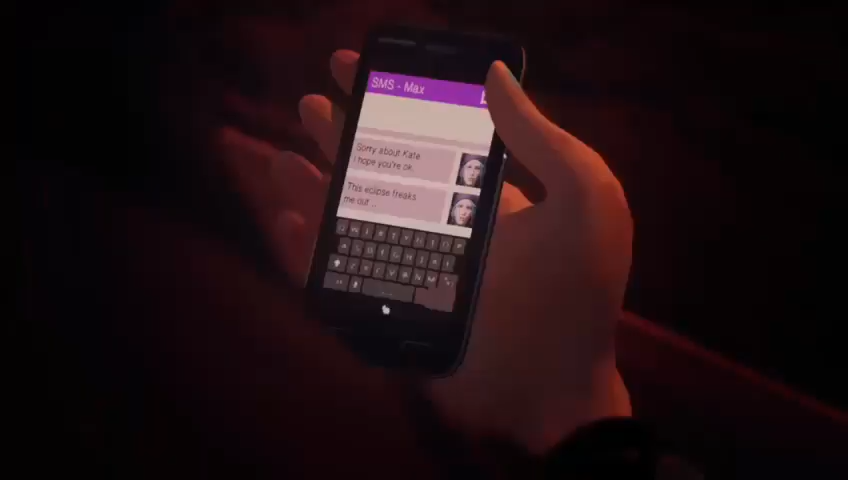 SMS - Max
Sorry about Kate
I hope you're ok
This eclipse freaks
me out...